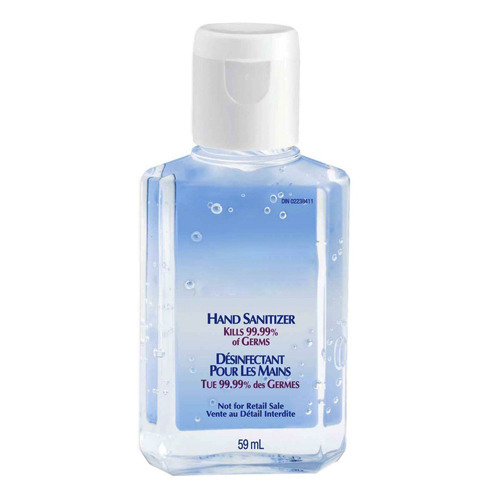 DIN 02238411
HAND SANITIZER
KILLS 99.99%
of GERMS
DÉSINFECTANT
POUR LES MAINS
TUE 99.99% des GERMES
Not for Retail Sale
Vente au Détail Interdite
59 mL